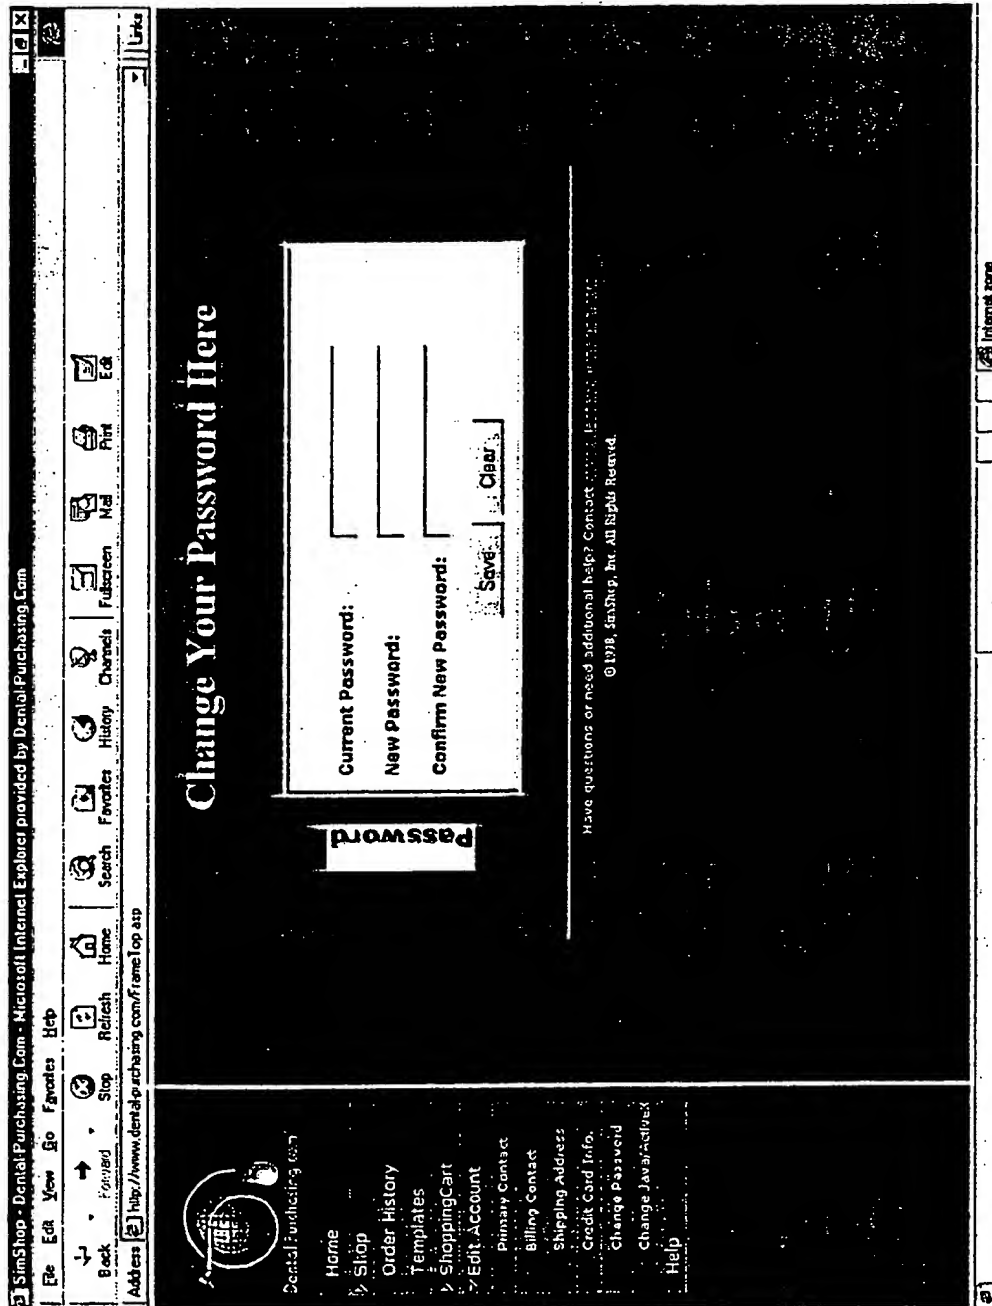 SimShop - Dental-Purchasing.Com - Microsoft Internet Explorer provided by Dental-Purchasing.Com
File Edit View Go Favorites Help
Back Forward Stop Refresh Home Search Favorites History Channels Fullscreen Mail Print Edit
Address http://www.dental-purchasing.com/FrameTop.asp Links
Dental Purchasing.com
Home
Shop
Order History
Templates
ShoppingCart
Edit Account
Primary Contact
Billing Contact
Shipping Address
Credit Card Info.
Change Password
Change Java/ActiveX
Help
Change Your Password Here
Password
Current Password:
New Password:
Confirm New Password:
Save Clear
Have questions or need additional help? Contact
© 1998, SimShop, Inc. All Rights Reserved.
Internet zone